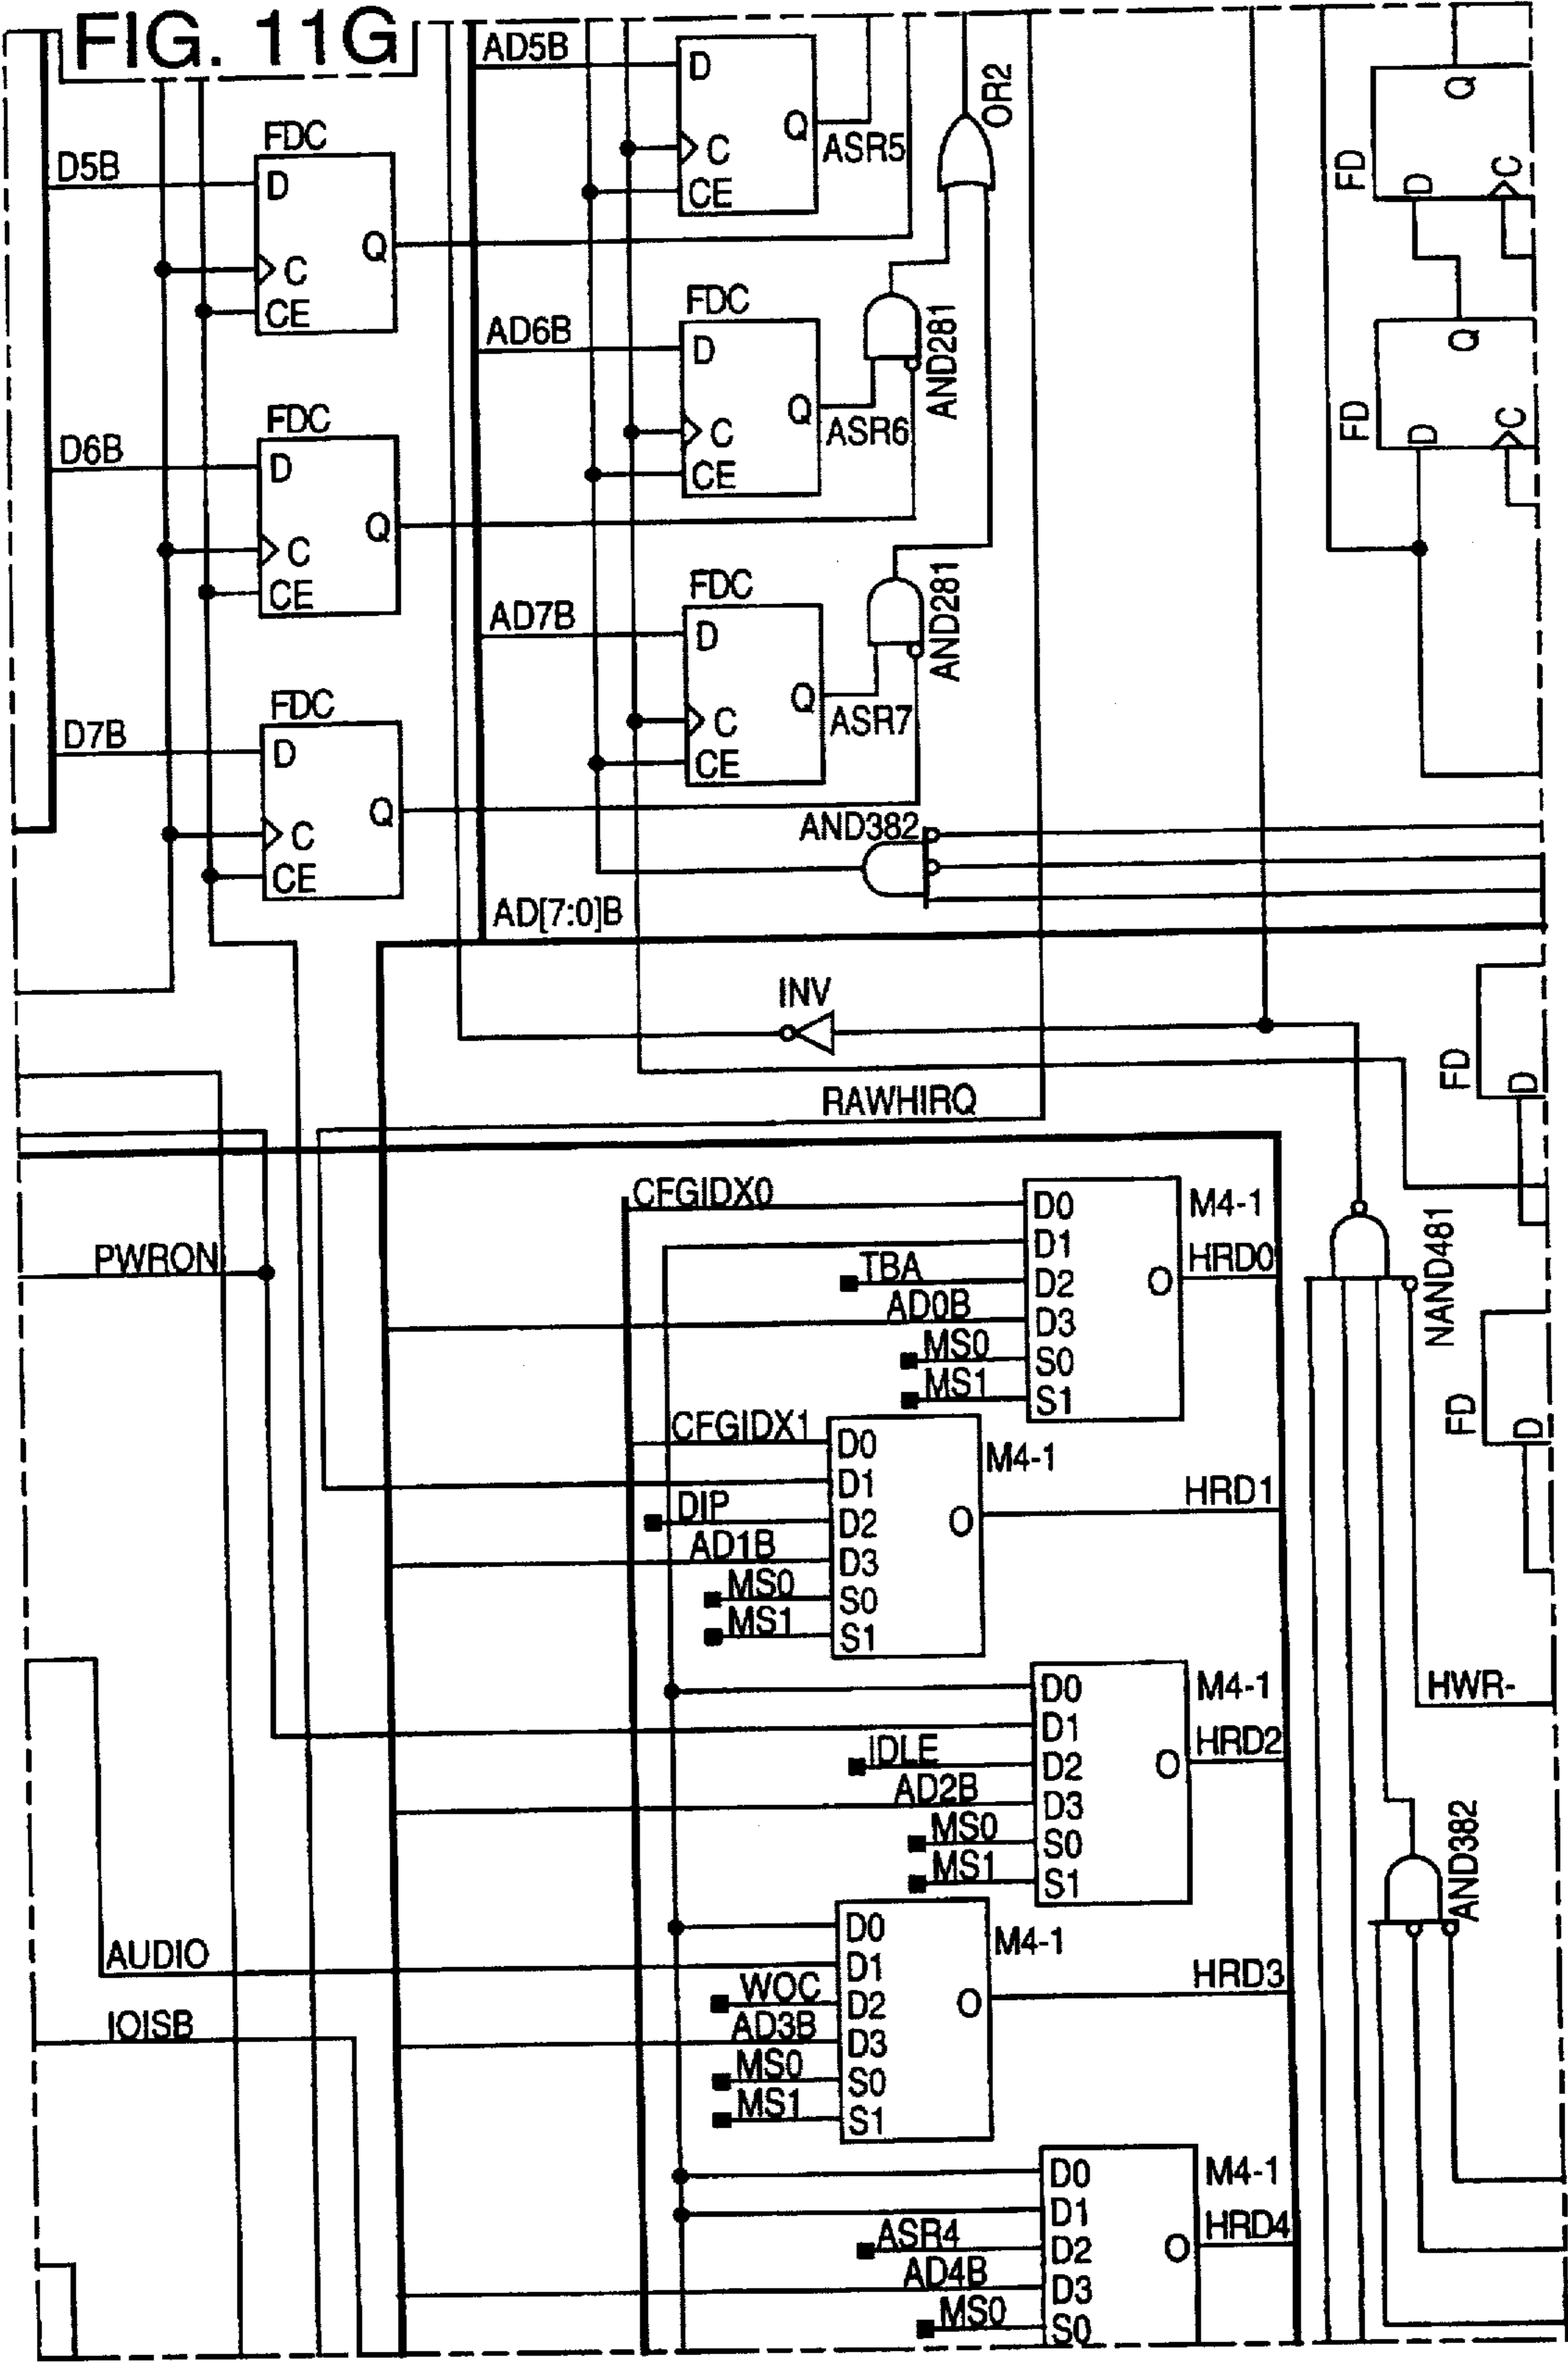 FIG. 11G
AD5B
D
Q
C
CE
ASR5
OR2
FD
Q
D
C
D5B
FDC
D
Q
C
CE
AD6B
FDC
D
Q
C
CE
ASR6
AND281
FD
Q
D
C
D6B
FDC
D
Q
C
CE
AD7B
FDC
D
Q
C
CE
ASR7
AND281
D7B
FDC
D
Q
C
CE
AND382
AD[7:0]B
INV
FD
D
RAWHIRQ
PWRON
CFGIDX0
TBA
AD0B
MS0
MS1
D0
D1
D2
D3
S0
S1
O
M4-1
HRD0
NAND481
FD
D
CFGIDX1
DIP
AD1B
MS0
MS1
D0
D1
D2
D3
S0
S1
O
M4-1
HRD1
IDLE
AD2B
MS0
MS1
D0
D1
D2
D3
S0
S1
O
M4-1
HRD2
HWR-
AND382
AUDIO
IOISB
WOC
AD3B
MS0
MS1
D0
D1
D2
D3
S0
S1
O
M4-1
HRD3
ASR4
AD4B
MS0
D0
D1
D2
D3
S0
O
M4-1
HRD4